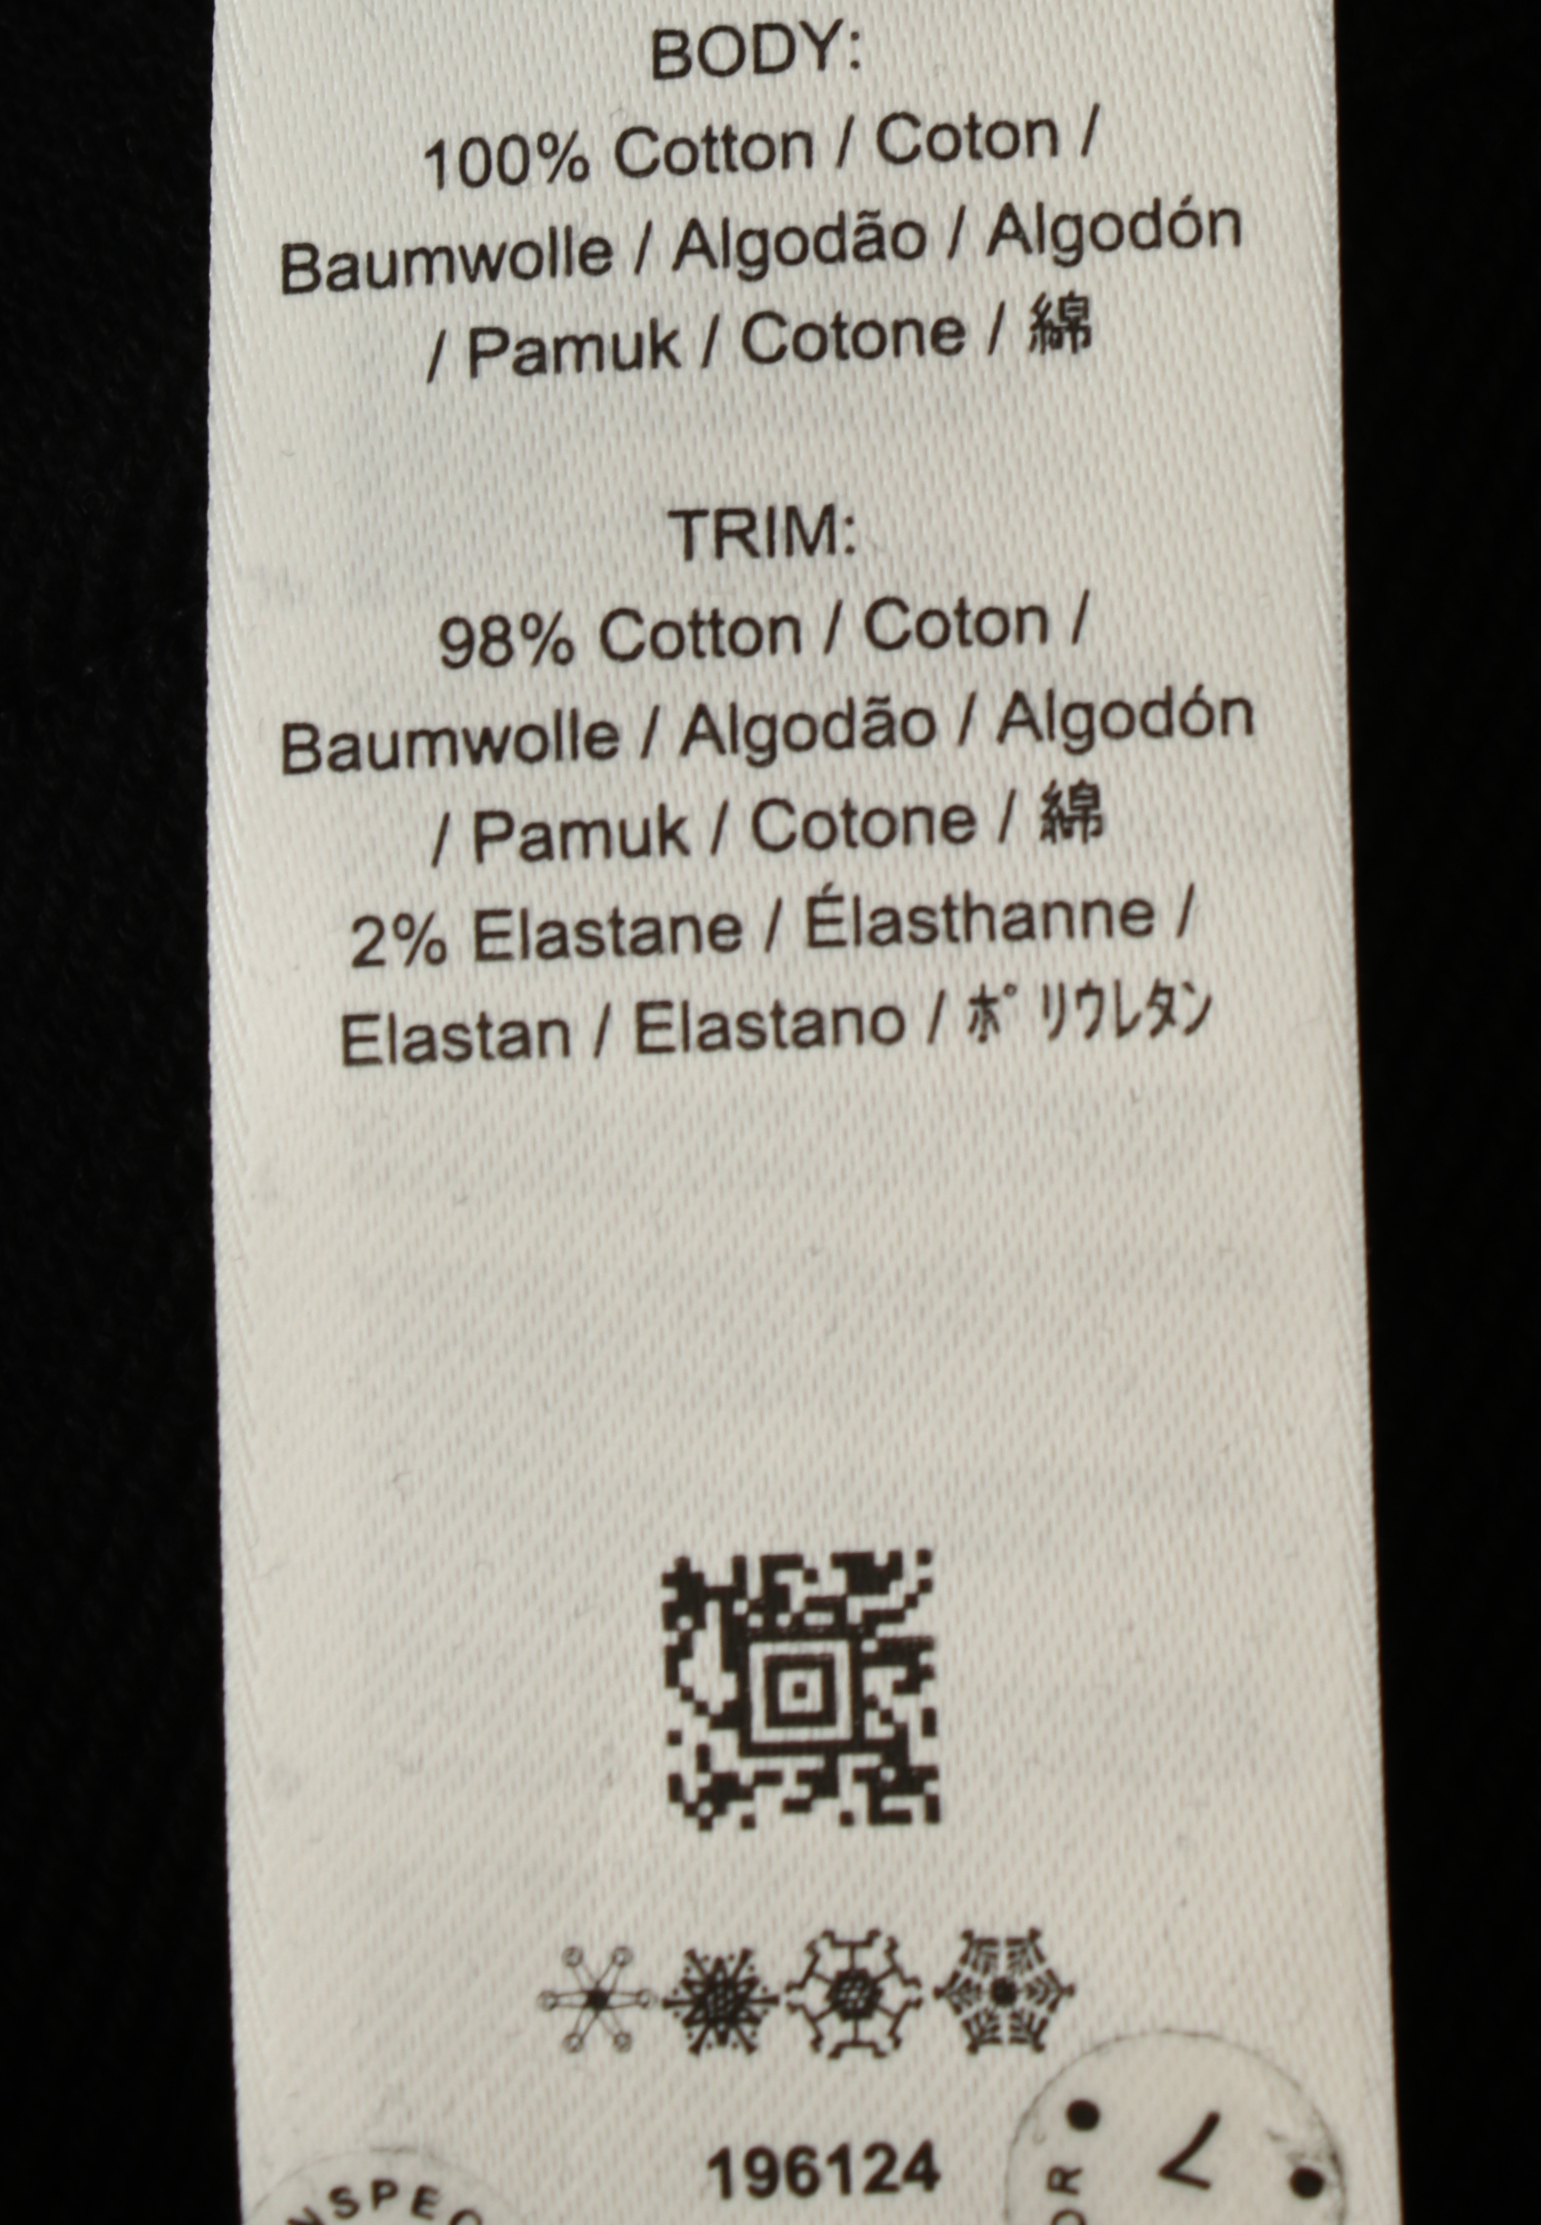 BODY:
100% Cotton / Coton /
Baumwolle / Algodão / Algodón
/ Pamuk / Cotone / 綿
TRIM:
98% Cotton / Coton /
Baumwolle / Algodão / Algodón
/ Pamuk / Cotone / 綿
2% Elastane / Élasthanne /
Elastan / Elastano / ポリウレタン
196124